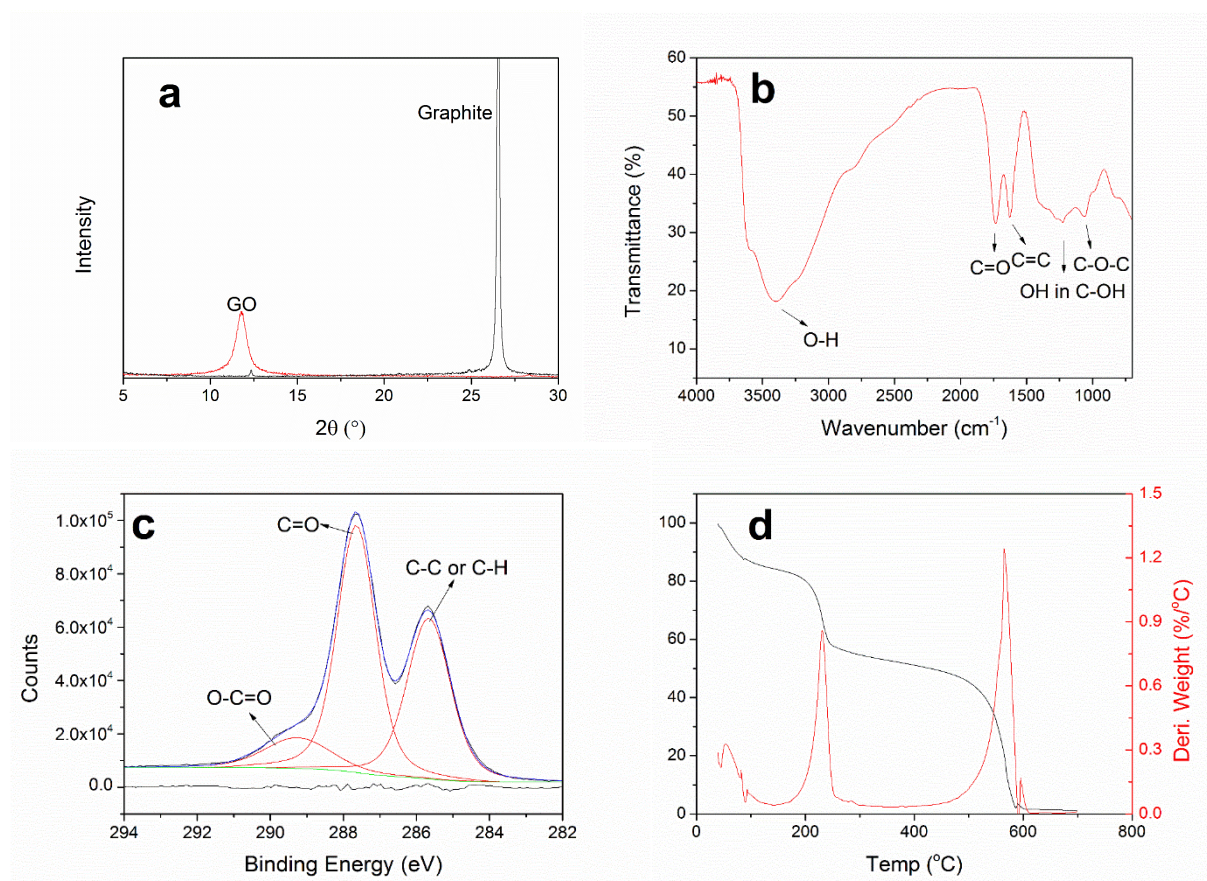 a
Graphite
GO
Intensity
5 10 15 20 25 30
2θ (°)
b
60
50
40
30
20
10
Transmittance (%)
C=O
C=C
C-O-C
OH in C-OH
O-H
4000 3500 3000 2500 2000 1500 1000
Wavenumber (cm⁻¹)
c
1.0x10⁵
8.0x10⁴
6.0x10⁴
4.0x10⁴
2.0x10⁴
0.0
Counts
C=O
C-C or C-H
O-C=O
294 292 290 288 286 284 282
Binding Energy (eV)
d
100
80
60
40
20
0
1.5
1.2
0.9
0.6
0.3
0.0
Deri. Weight (%/°C)
0 200 400 600 800
Temp (°C)